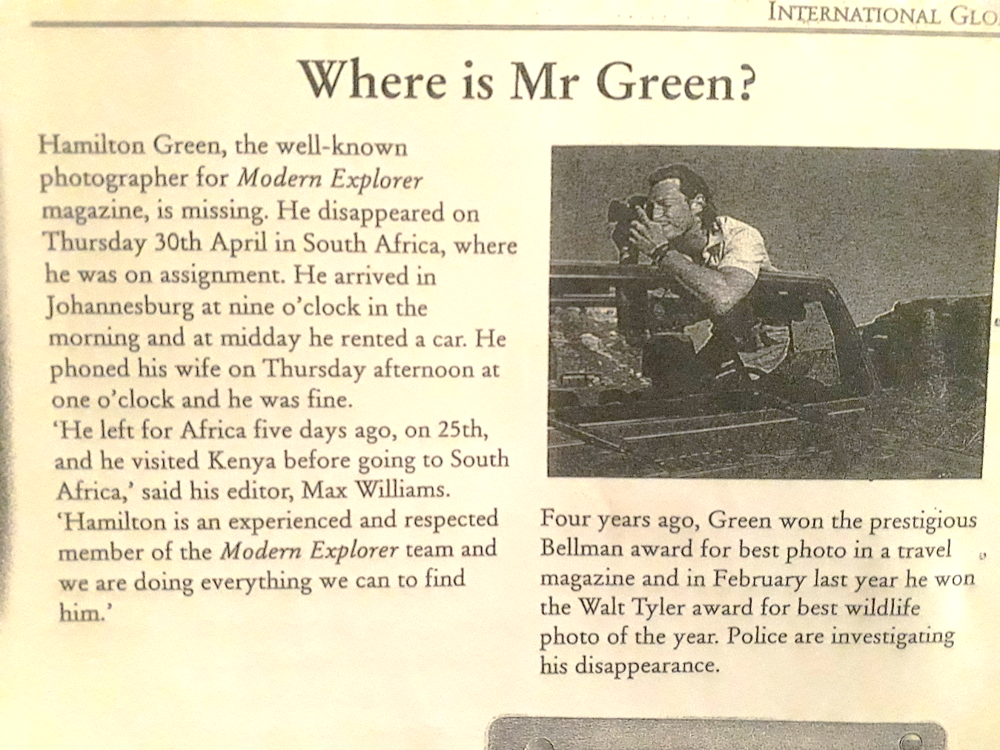 INTERNATIONAL GLO
Where is Mr Green?
Hamilton Green, the well-known
photographer for Modern Explorer
magazine, is missing. He disappeared on
Thursday 30th April in South Africa, where
he was on assignment. He arrived in
Johannesburg at nine o'clock in the
morning and at midday he rented a car. He
phoned his wife on Thursday afternoon at
one o'clock and he was fine.
'He left for Africa five days ago, on 25th,
and he visited Kenya before going to South
Africa,' said his editor, Max Williams.
'Hamilton is an experienced and respected
member of the Modern Explorer team and
we are doing everything we can to find
him.'
Four years ago, Green won the prestigious
Bellman award for best photo in a travel
magazine and in February last year he won
the Walt Tyler award for best wildlife
photo of the year. Police are investigating
his disappearance.